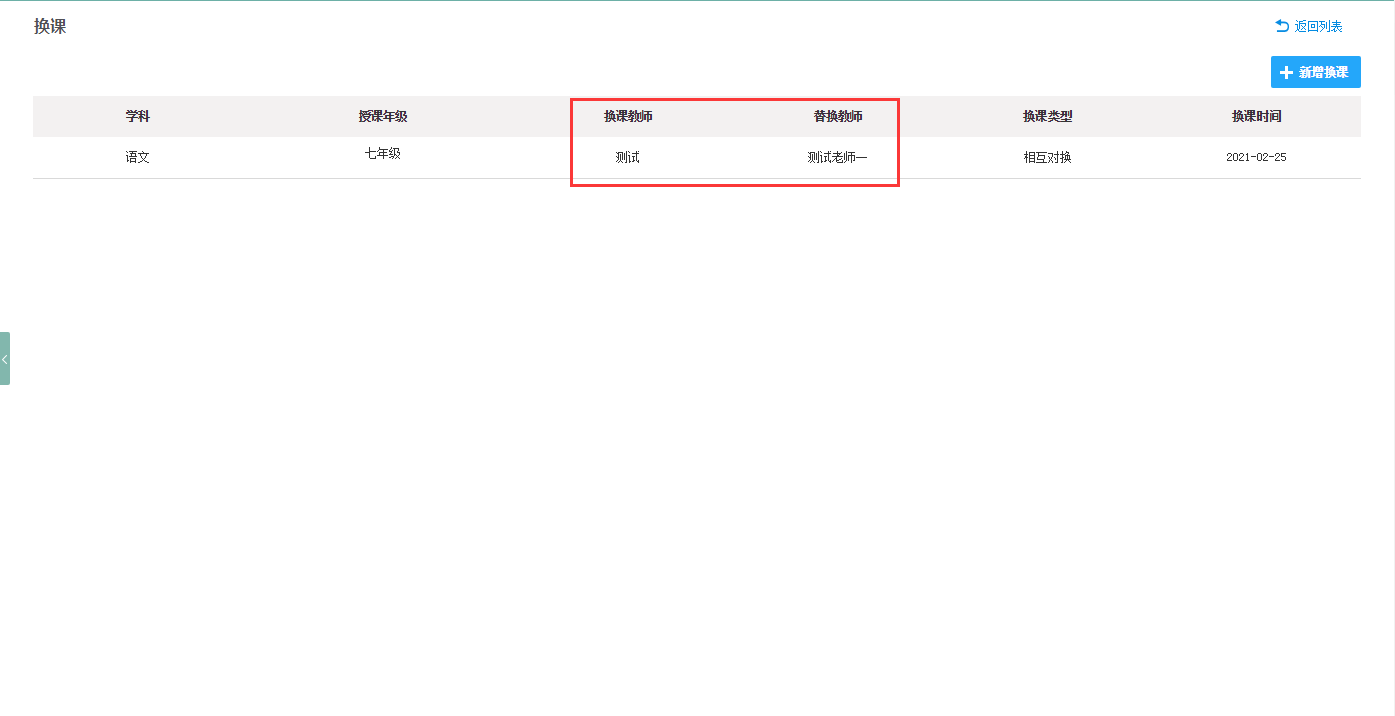 换课
返回列表
新增换课
学科 授课年级 换课教师 替换教师 换课类型 换课时间
语文 七年级 测试 测试老师一 相互对换 2021-02-25